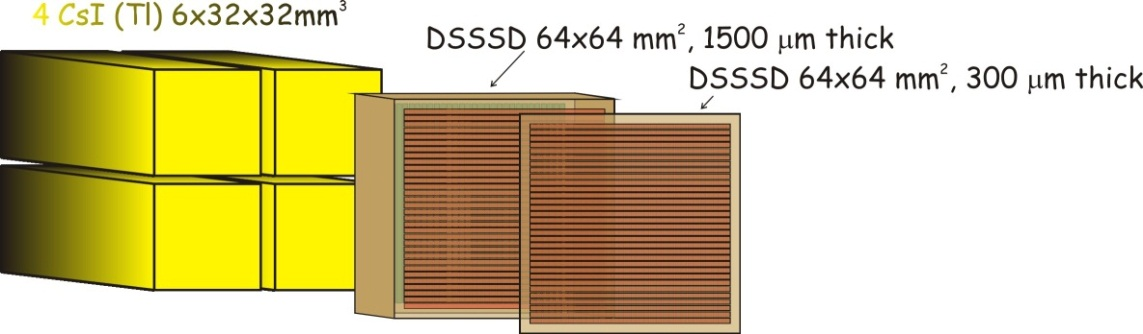 4 CsI (Tl) 6x32x32mm³
DSSSD 64x64 mm², 1500 μm thick
DSSSD 64x64 mm², 300 μm thick